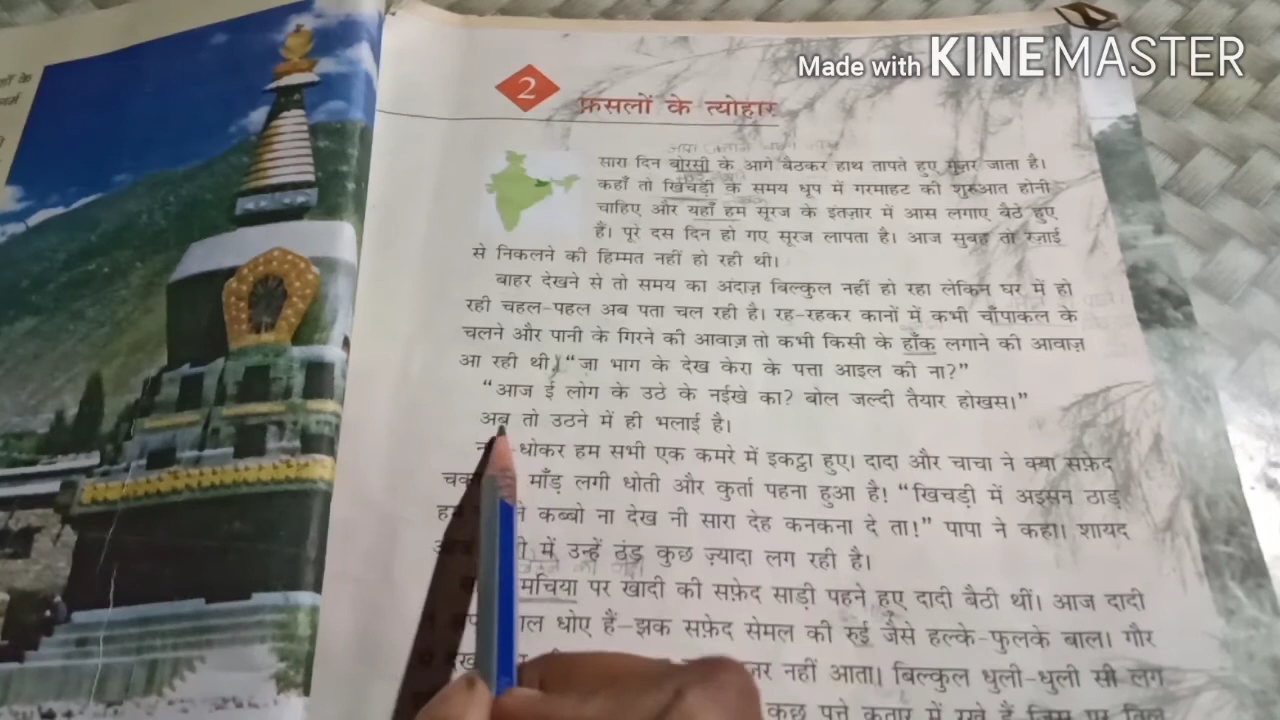 Made with KINEMASTER
2
फ़सलों के त्योहार
सारा दिन बोरसी के आगे बैठकर हाथ तापते हुए गुज़र जाता है।
कहाँ तो खिचड़ी के समय धूप में गरमाहट की शुरुआत होनी
चाहिए और यहाँ हम सूरज के इंतज़ार में आस लगाए बैठे हुए
हैं। पूरे दस दिन हो गए सूरज लापता है। आज सुबह तो रज़ाई
से निकलने की हिम्मत नहीं हो रही थी।
बाहर देखने से तो समय का अंदाज़ बिल्कुल नहीं हो रहा लेकिन घर में हो
रही चहल-पहल अब पता चल रही है। रह-रहकर कानों में कभी चाँपाकल के
चलने और पानी के गिरने की आवाज़ तो कभी किसी के हाँक लगाने की आवाज़
आ रही थी, “जा भाग के देख केरा के पत्ता आइल की ना?”
“आज ई लोग के उठे के नईखे का? बोल जल्दी तैयार होखस।”
अब तो उठने में ही भलाई है।
धोकर हम सभी एक कमरे में इकट्ठा हुए। दादा और चाचा ने क्या सफ़ेद
माँड़ लगी धोती और कुर्ता पहना हुआ है! “खिचड़ी में अइसन ठाड़
कब्बो ना देख नी सारा देह कनकना दे ता!” पापा ने कहा। शायद
में उन्हें ठंड कुछ ज़्यादा लग रही है।
मचिया पर खादी की सफ़ेद साड़ी पहने हुए दादी बैठी थीं। आज दादी
धोए हैं–झक सफ़ेद सेमल की रुई जैसे हल्के-फुलके बाल। गौर
नहीं आता। बिल्कुल धुली-धुली सी लग
कुछ पत्ते कतार में रखे हैं